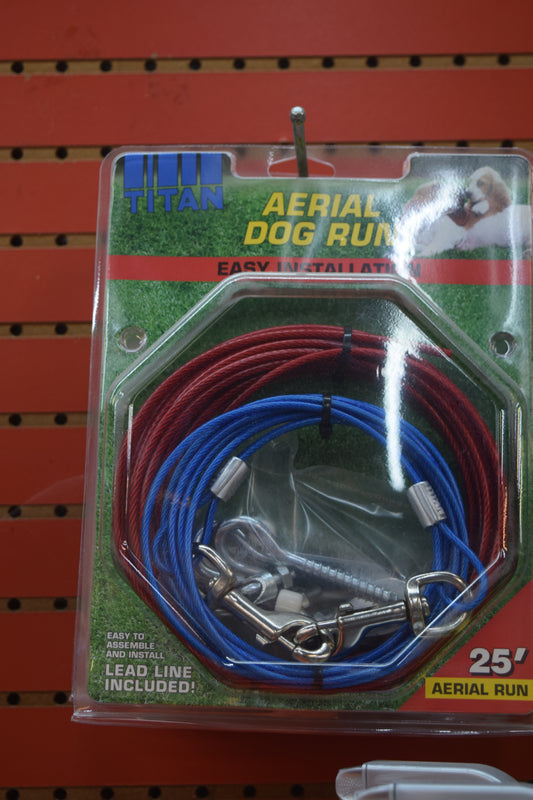 TITAN
AERIAL
DOG RUN
EASY INSTALLATION
EASY TO
ASSEMBLE
AND INSTALL
LEAD LINE
INCLUDED!
25'
AERIAL RUN